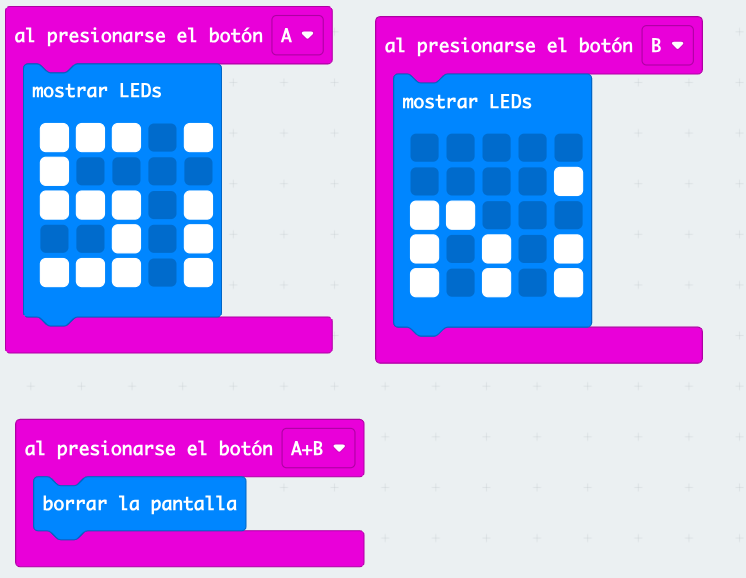 al presionarse el botón A
mostrar LEDs
al presionarse el botón B
mostrar LEDs
al presionarse el botón A+B
borrar la pantalla